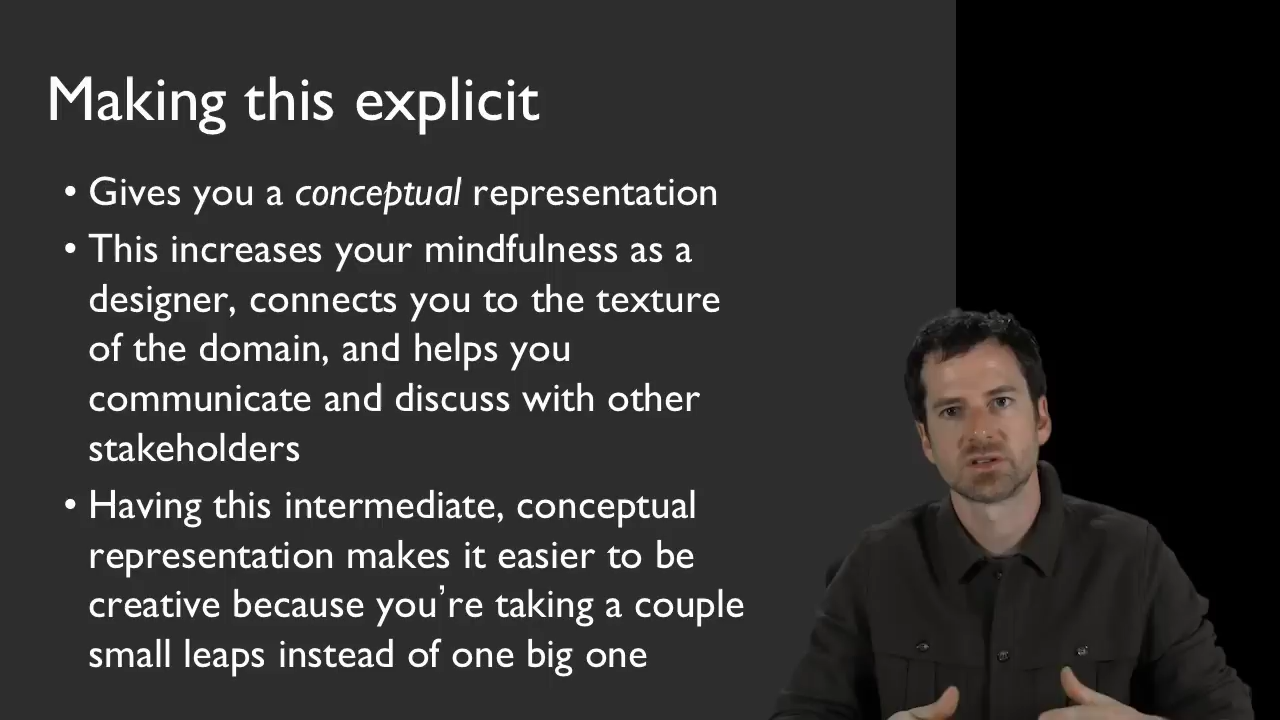 Making this explicit
• Gives you a conceptual representation
• This increases your mindfulness as a
designer, connects you to the texture
of the domain, and helps you
communicate and discuss with other
stakeholders
• Having this intermediate, conceptual
representation makes it easier to be
creative because you’re taking a couple
small leaps instead of one big one